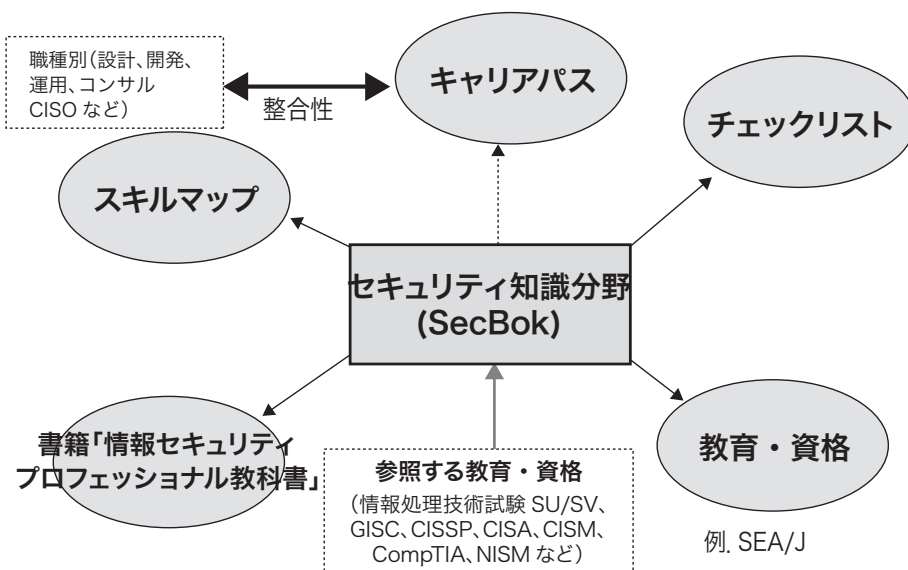 職種別（設計、開発、
運用、コンサル
CISO など）
整合性
キャリアパス
チェックリスト
スキルマップ
セキュリティ知識分野
(SecBok)
書籍「情報セキュリティ
プロフェッショナル教科書」
参照する教育・資格
（情報処理技術試験 SU/SV、
GISC、CISSP、CISA、CISM、
CompTIA、NISM など）
教育・資格
例. SEA/J